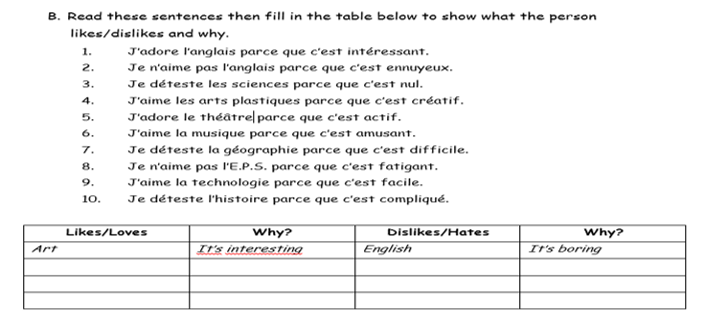 B. Read these sentences then fill in the table below to show what the person
likes/dislikes and why.
1. J'adore l'anglais parce que c'est intéressant.
2. Je n'aime pas l'anglais parce que c'est ennuyeux.
3. Je déteste les sciences parce que c'est nul.
4. J'aime les arts plastiques parce que c'est créatif.
5. J'adore le théâtre parce que c'est actif.
6. J'aime la musique parce que c'est amusant.
7. Je déteste la géographie parce que c'est difficile.
8. Je n'aime pas l'E.P.S. parce que c'est fatigant.
9. J'aime la technologie parce que c'est facile.
10. Je déteste l'histoire parce que c'est compliqué.
Likes/Loves Why? Dislikes/Hates Why?
Art It's interesting English It's boring